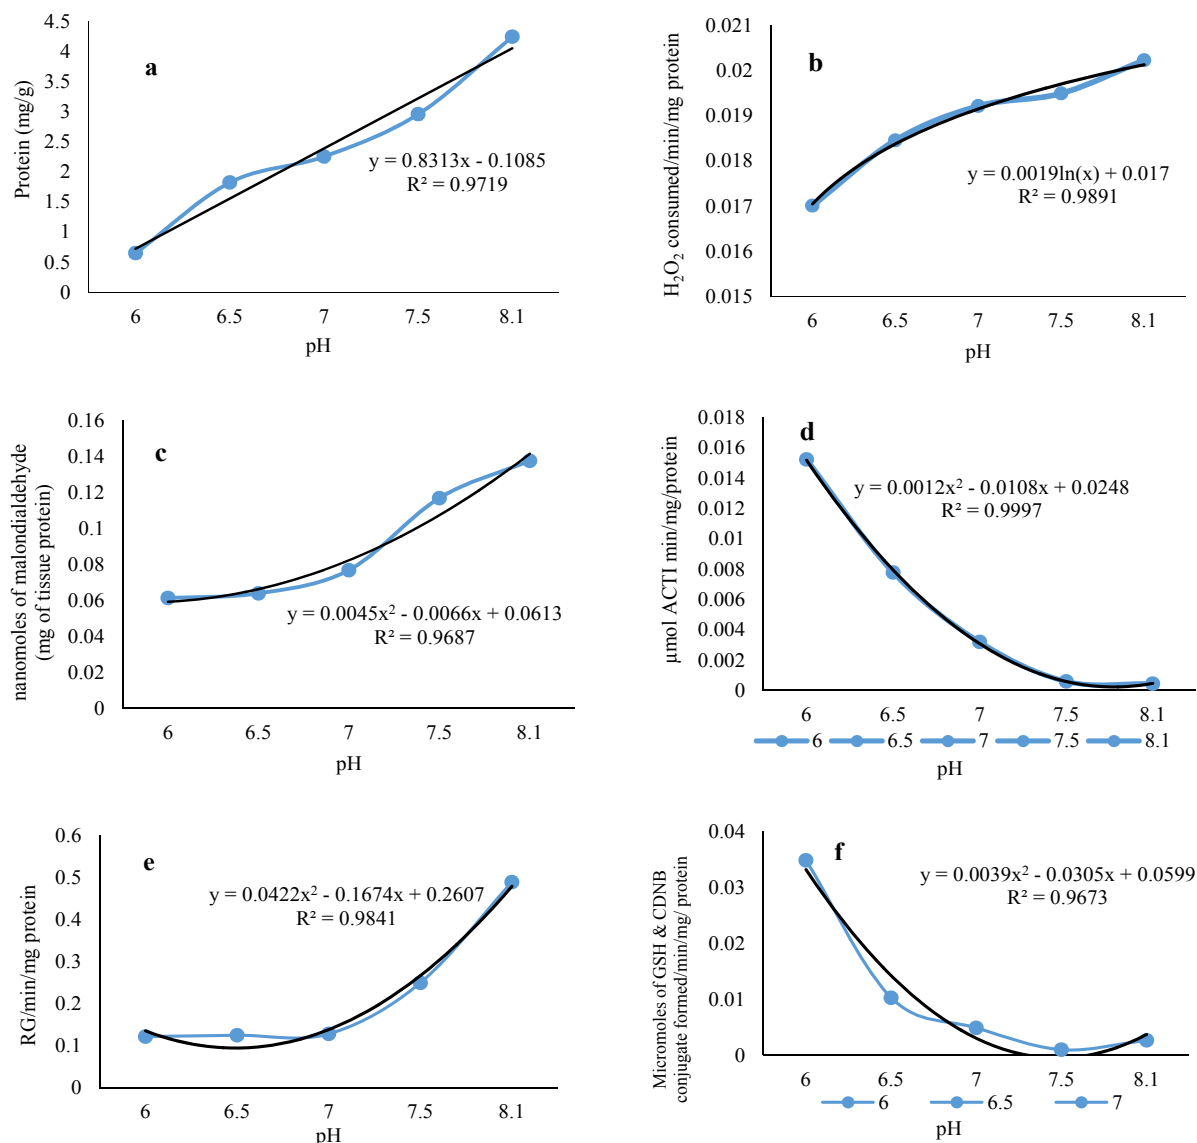 a
Protein (mg/g)
4.5
4
3.5
3
2.5
2
1.5
1
0.5
0
y = 0.8313x - 0.1085
R² = 0.9719
6 6.5 7 7.5 8.1
pH
b
H₂O₂ consumed/min/mg protein
0.021
0.02
0.019
0.018
0.017
0.016
0.015
y = 0.0019ln(x) + 0.017
R² = 0.9891
6 6.5 7 7.5 8.1
pH
c
nanomoles of malondialdehyde
(mg of tissue protein)
0.16
0.14
0.12
0.1
0.08
0.06
0.04
0.02
0
y = 0.0045x² - 0.0066x + 0.0613
R² = 0.9687
6 6.5 7 7.5 8.1
pH
d
µmol ACTI min/mg/protein
0.018
0.016
0.014
0.012
0.01
0.008
0.006
0.004
0.002
0
y = 0.0012x² - 0.0108x + 0.0248
R² = 0.9997
6 6.5 7 7.5 8.1
6 6.5 7 7.5 8.1
pH
e
RG/min/mg protein
0.6
0.5
0.4
0.3
0.2
0.1
0
y = 0.0422x² - 0.1674x + 0.2607
R² = 0.9841
6 6.5 7 7.5 8.1
pH
f
Micromoles of GSH & CDNB
conjugate formed/min/mg/ protein
0.04
0.03
0.02
0.01
0
y = 0.0039x² - 0.0305x + 0.0599
R² = 0.9673
6 6.5 7 7.5 8.1
6 6.5 7
pH